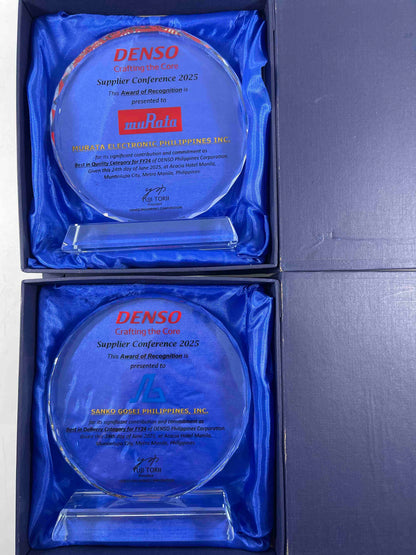 DENSO
Crafting the Core
Supplier Conference 2025
This Award of Recognition is
presented to
muRata
MURATA ELECTRONIC PHILIPPINES INC.
for its significant contribution and commitment as
Best in Quality Category for FY24 of DENSO Philippines Corporation.
Given this 24th day of June 2025, at Acacia Hotel Manila,
Muntinlupa City, Metro Manila, Philippines
YUJI TORII
President
DENSO
Crafting the Core
Supplier Conference 2025
This Award of Recognition is
presented to
SANKO GOSEI PHILIPPINES, INC.
for its significant contribution and commitment as
Best in Delivery Category for FY24 of DENSO Philippines Corporation.
Given this 24th day of June 2025, at Acacia Hotel Manila,
Muntinlupa City, Metro Manila, Philippines
YUJI TORII
President